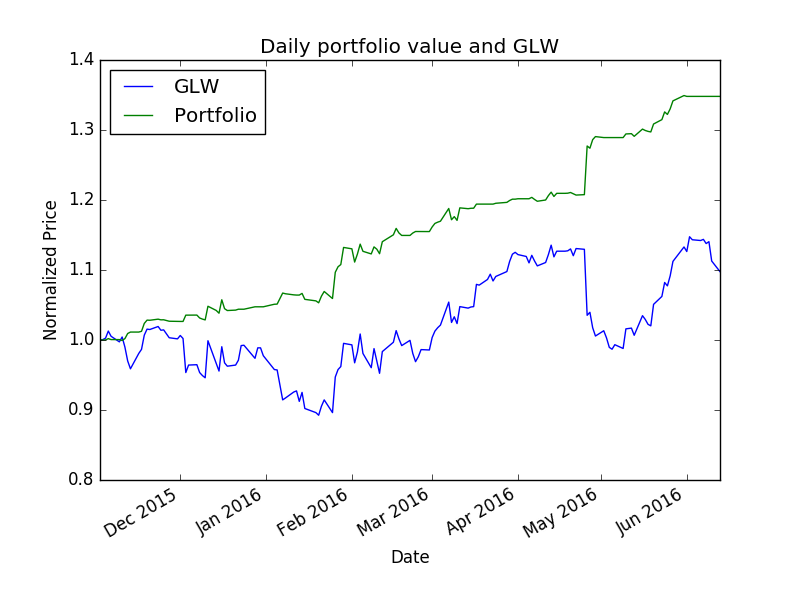 Daily portfolio value and GLW
1.4
1.3
1.2
1.1
1.0
0.9
0.8
Normalized Price
GLW
Portfolio
Dec 2015
Jan 2016
Feb 2016
Mar 2016
Apr 2016
May 2016
Jun 2016
Date